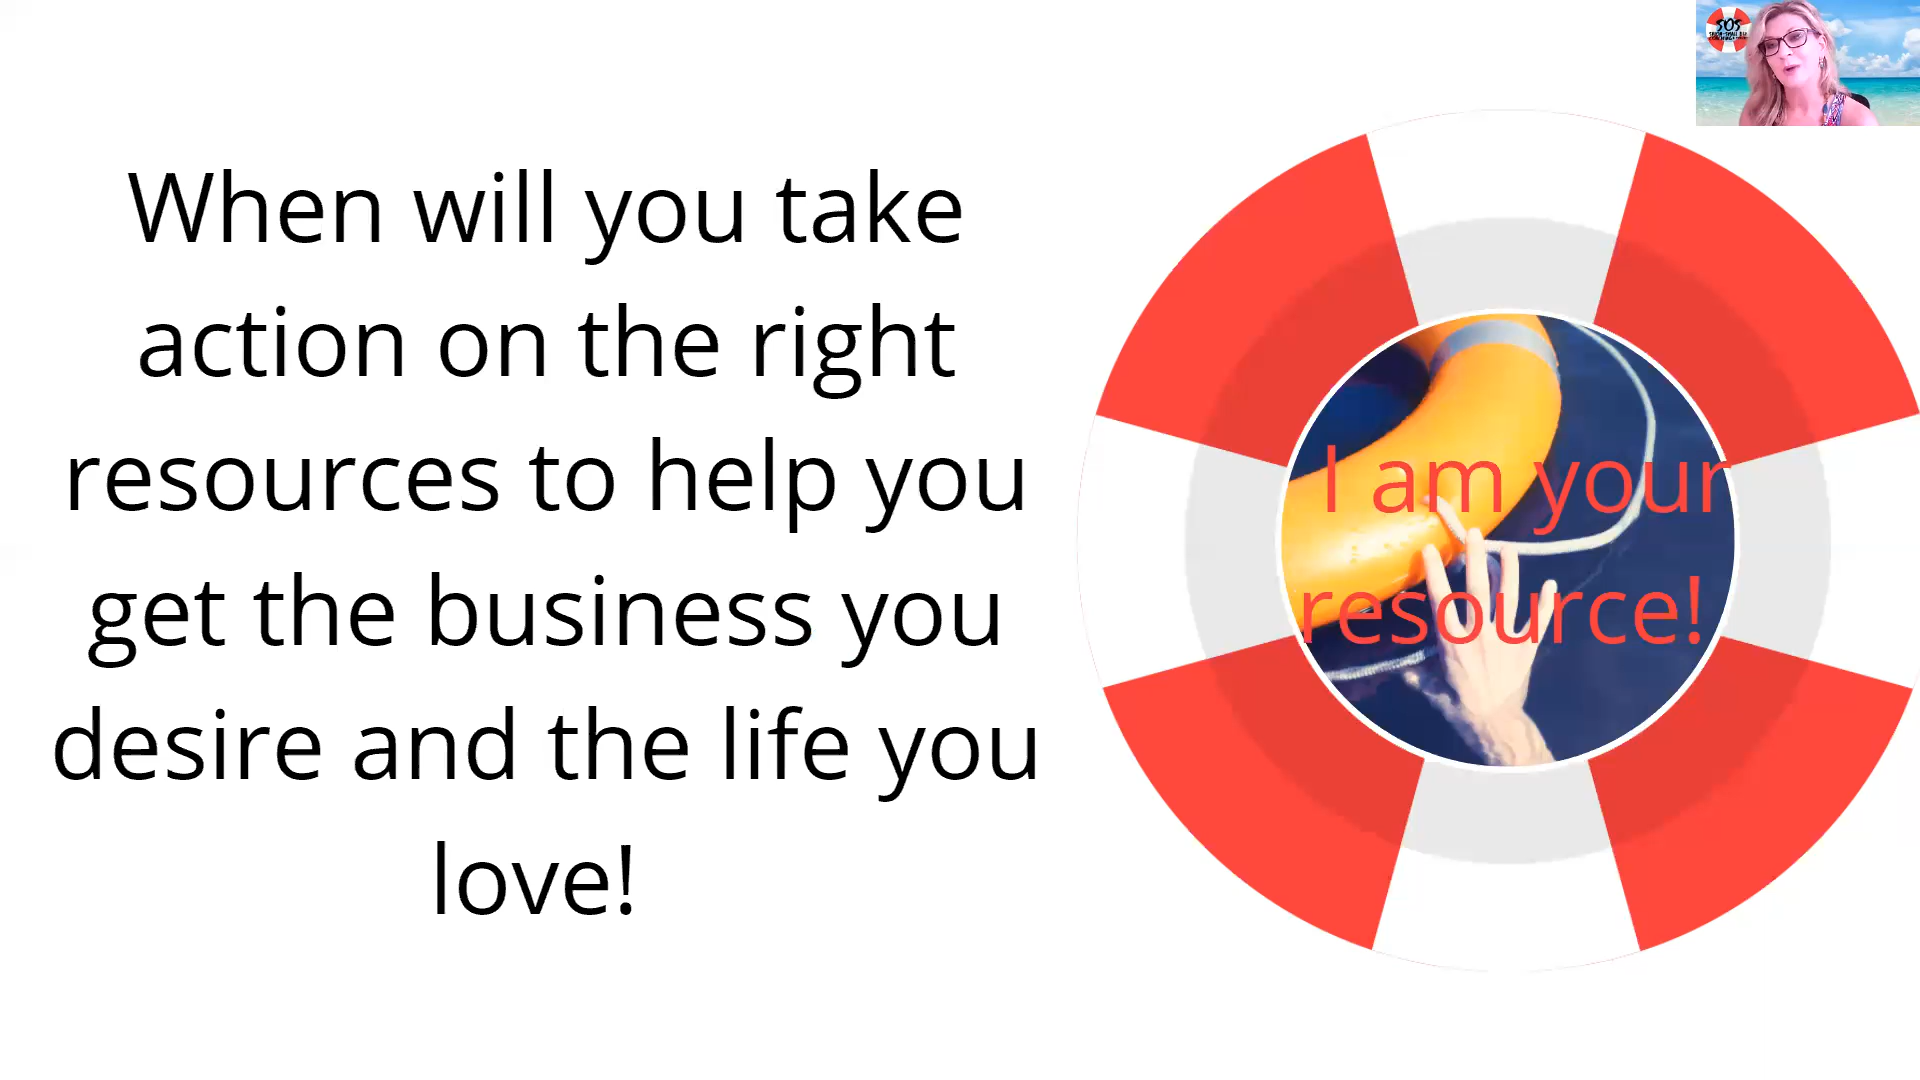 SOS
When will you take
action on the right
resources to help you
get the business you
desire and the life you
love!
I am your
resource!